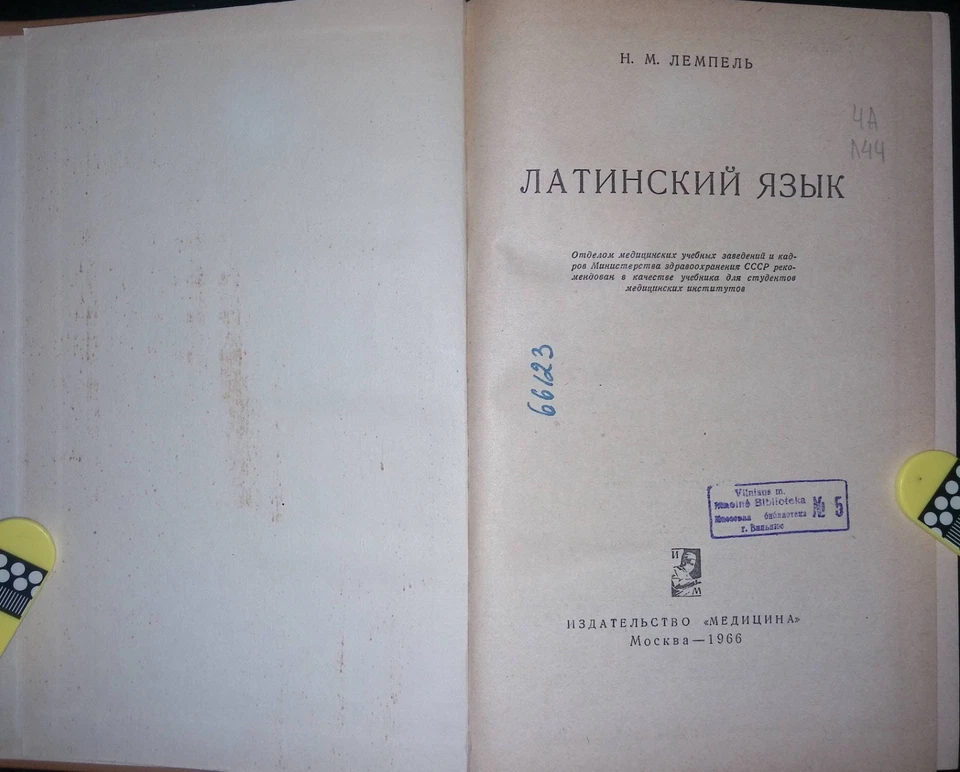 Н. М. ЛЕМПЕЛЬ
4А
Л44
ЛАТИНСКИЙ ЯЗЫК
Отделом медицинских учебных заведений и кад-
ров Министерства здравоохранения СССР реко-
мендован в качестве учебника для студентов
медицинских институтов
66123
Vilniaus m.
Biblioteka
библиотека
г. Вильнюс
№ 5
И
М
ИЗДАТЕЛЬСТВО «МЕДИЦИНА»
Москва — 1966